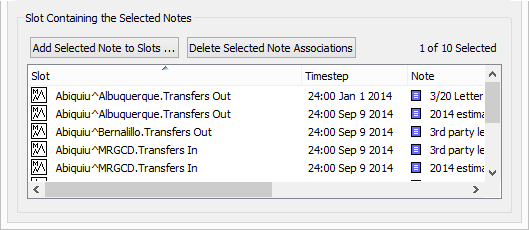 Slot Containing the Selected Notes
Add Selected Note to Slots ... Delete Selected Note Associations 1 of 10 Selected
Slot Timestep Note
Abiquiu^Albuquerque.Transfers Out 24:00 Jan 1 2014 3/20 Letter
Abiquiu^Albuquerque.Transfers Out 24:00 Sep 9 2014 2014 estima
Abiquiu^Bernalillo.Transfers Out 24:00 Sep 9 2014 3rd party le
Abiquiu^MRGCD.Transfers In 24:00 Sep 9 2014 3rd party le
Abiquiu^MRGCD.Transfers In 24:00 Sep 9 2014 2014 estima